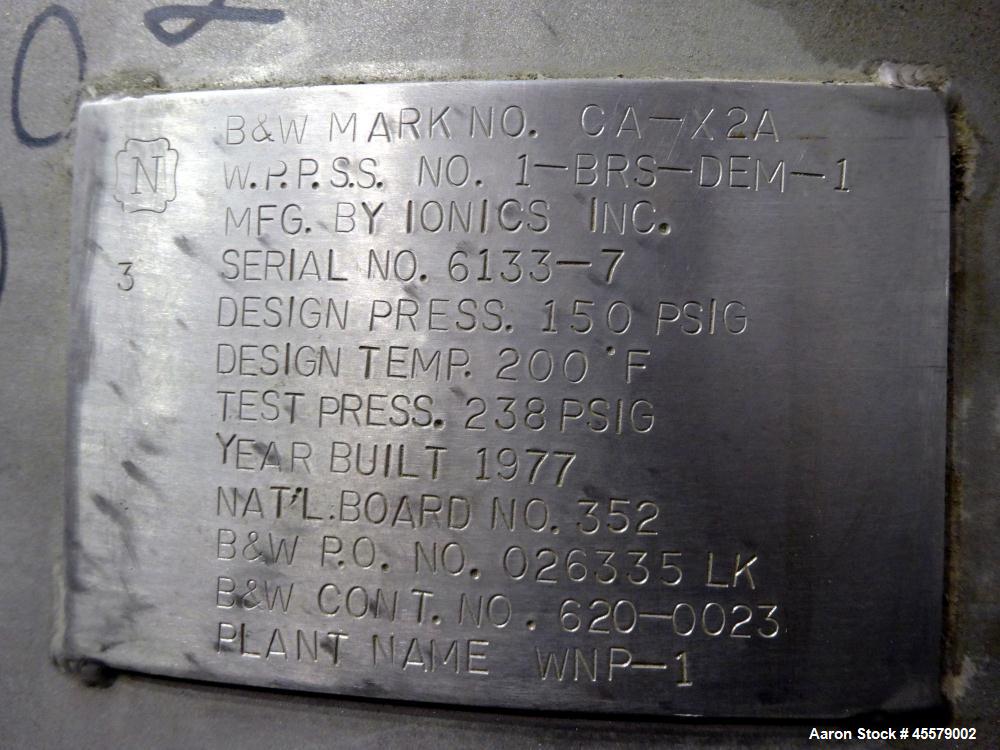 B&W MARK NO. CA-X2A
N
W.P.P.S.S. NO. 1-BRS-DEM-1
MFG. BY IONICS INC.
3
SERIAL NO. 6133-7
DESIGN PRESS. 150 PSIG
DESIGN TEMP. 200°F
TEST PRESS. 238 PSIG
YEAR BUILT 1977
NAT'L. BOARD NO. 352
B&W P.O. NO. 026335 LK
B&W CONT. NO. 620-0023
PLANT NAME WNP-1
Aaron Stock # 45579002